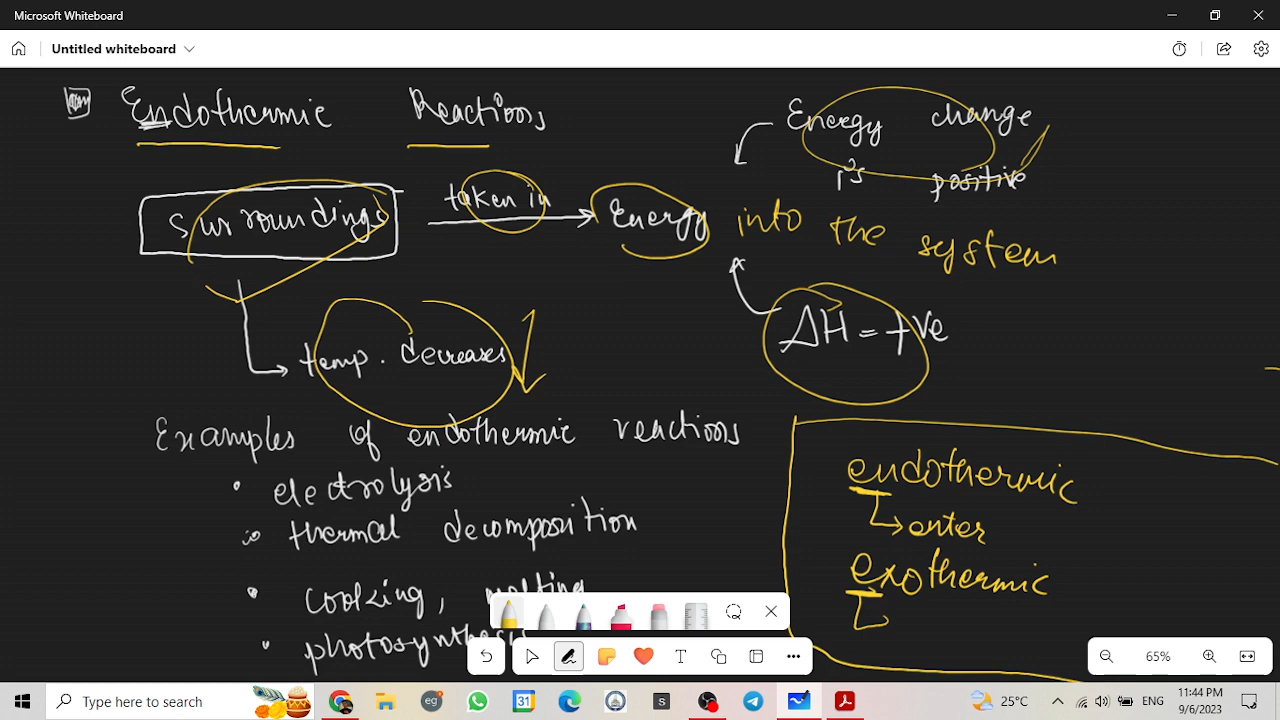 Microsoft Whiteboard
Untitled whiteboard
Endothermic Reactions
Energy change
is positive
Surroundings taken in Energy into the system
ΔH = +ve
temp. decreases
Examples of endothermic reactions
• electrolysis
• thermal decomposition
• cooking, melting
• photosynthesis
endothermic
enter
exothermic
65%
Type here to search
25°C
ENG
11:44 PM
9/6/2023